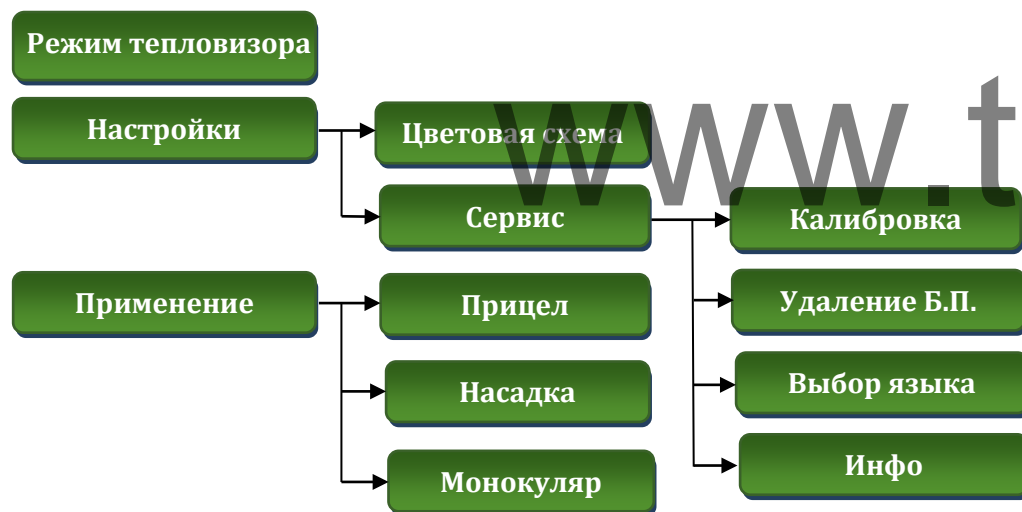 Режим тепловизора
Настройки
Цветовая схема
Сервис
Калибровка
Удаление Б.П.
Выбор языка
Инфо
Применение
Прицел
Насадка
Монокуляр
www.t